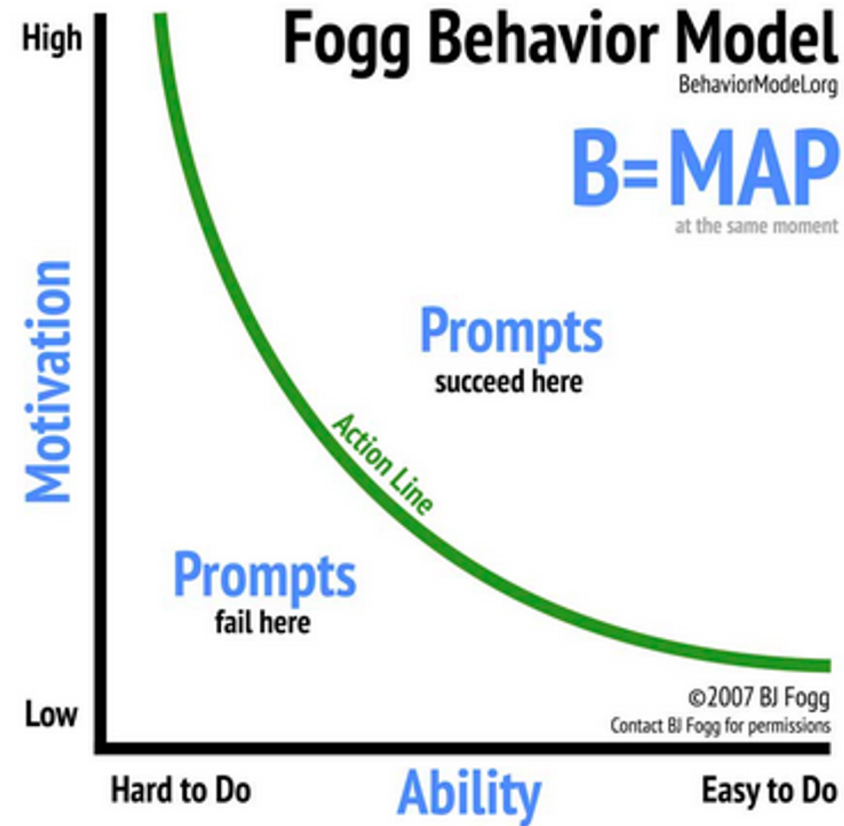 High
Fogg Behavior Model
BehaviorModel.org
B=MAP
at the same moment
Motivation
Prompts
succeed here
Action Line
Prompts
fail here
Low
©2007 BJ Fogg
Contact BJ Fogg for permissions
Hard to Do
Ability
Easy to Do